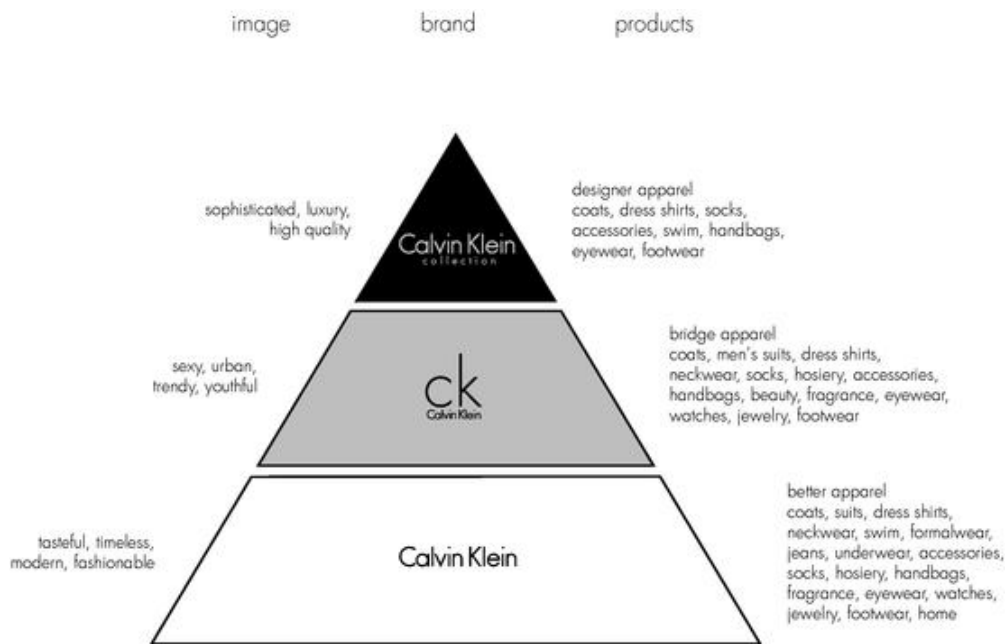 image brand products
sophisticated, luxury,
high quality
Calvin Klein
collection
designer apparel
coats, dress shirts, socks,
accessories, swim, handbags,
eyewear, footwear
sexy, urban,
trendy, youthful
ck
Calvin Klein
bridge apparel
coats, men's suits, dress shirts,
neckwear, socks, hosiery, accessories,
handbags, beauty, fragrance, eyewear,
watches, jewelry, footwear
tasteful, timeless,
modern, fashionable
Calvin Klein
better apparel
coats, suits, dress shirts,
neckwear, swim, formalwear,
jeans, underwear, accessories,
socks, hosiery, handbags,
fragrance, eyewear, watches,
jewelry, footwear, home